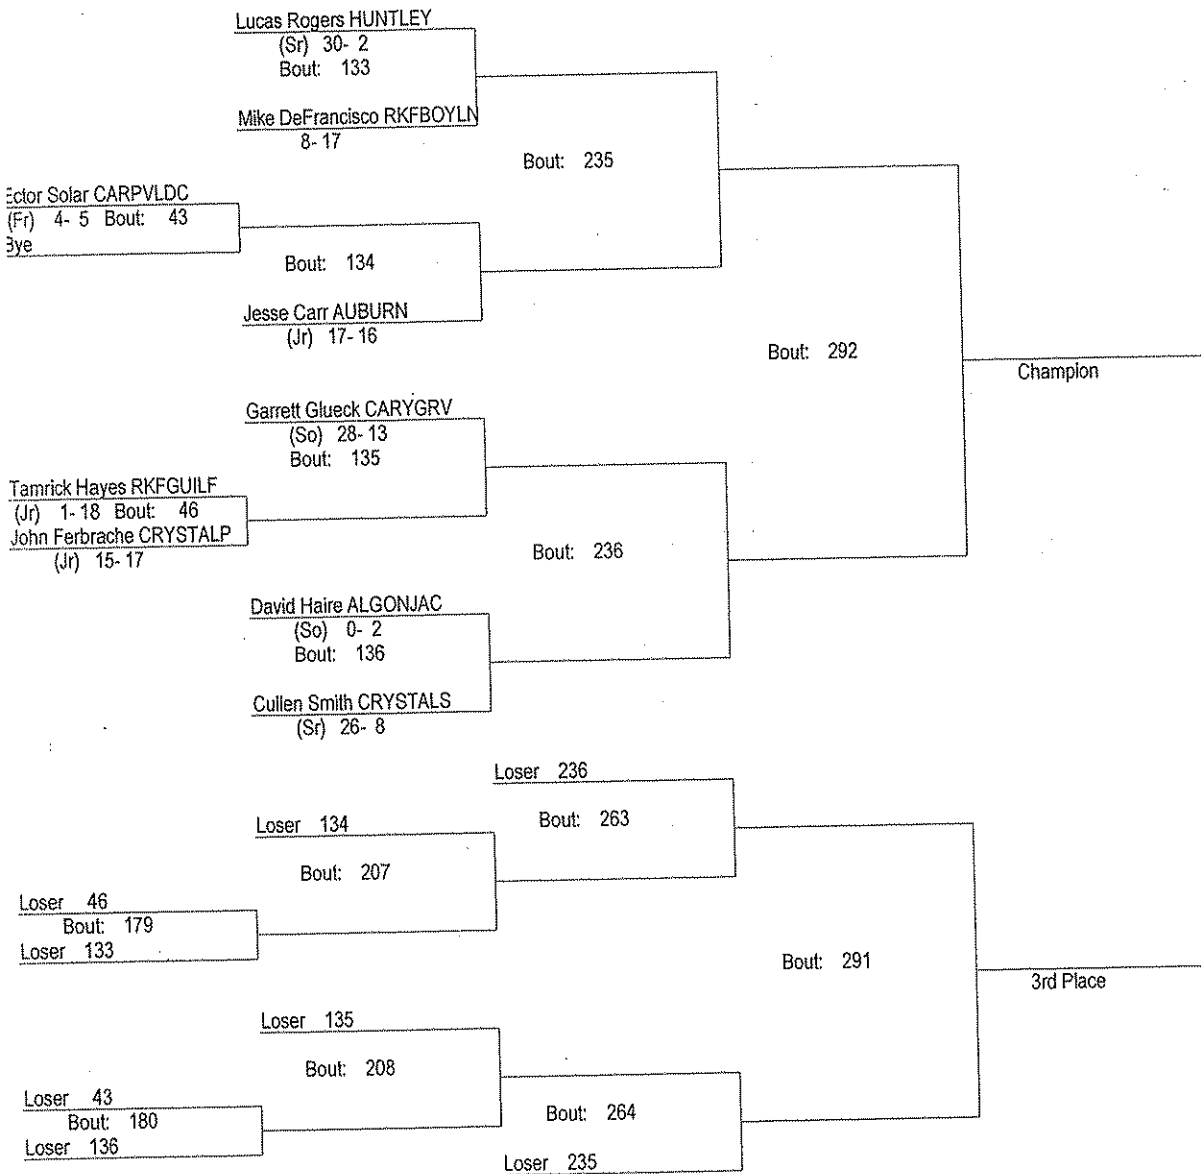 Lucas Rogers HUNTLEY
(Sr) 30- 2
Bout: 133
Mike DeFrancisco RKFBOYLN
8- 17
Bout: 235
Ector Solar CARPVLDC
(Fr) 4- 5 Bout: 43
Bye
Bout: 134
Jesse Carr AUBURN
(Jr) 17- 16
Bout: 292
Champion
Garrett Glueck CARYGRV
(So) 28- 13
Bout: 135
Tamrick Hayes RKFGUILF
(Jr) 1- 18 Bout: 46
John Ferbrache CRYSTALP
(Jr) 15- 17
Bout: 236
David Haire ALGONJAC
(So) 0- 2
Bout: 136
Cullen Smith CRYSTALS
(Sr) 26- 8
Loser 236
Loser 134
Bout: 263
Bout: 207
Loser 46
Bout: 179
Loser 133
Bout: 291
3rd Place
Loser 135
Bout: 208
Loser 43
Bout: 180
Loser 136
Bout: 264
Loser 235